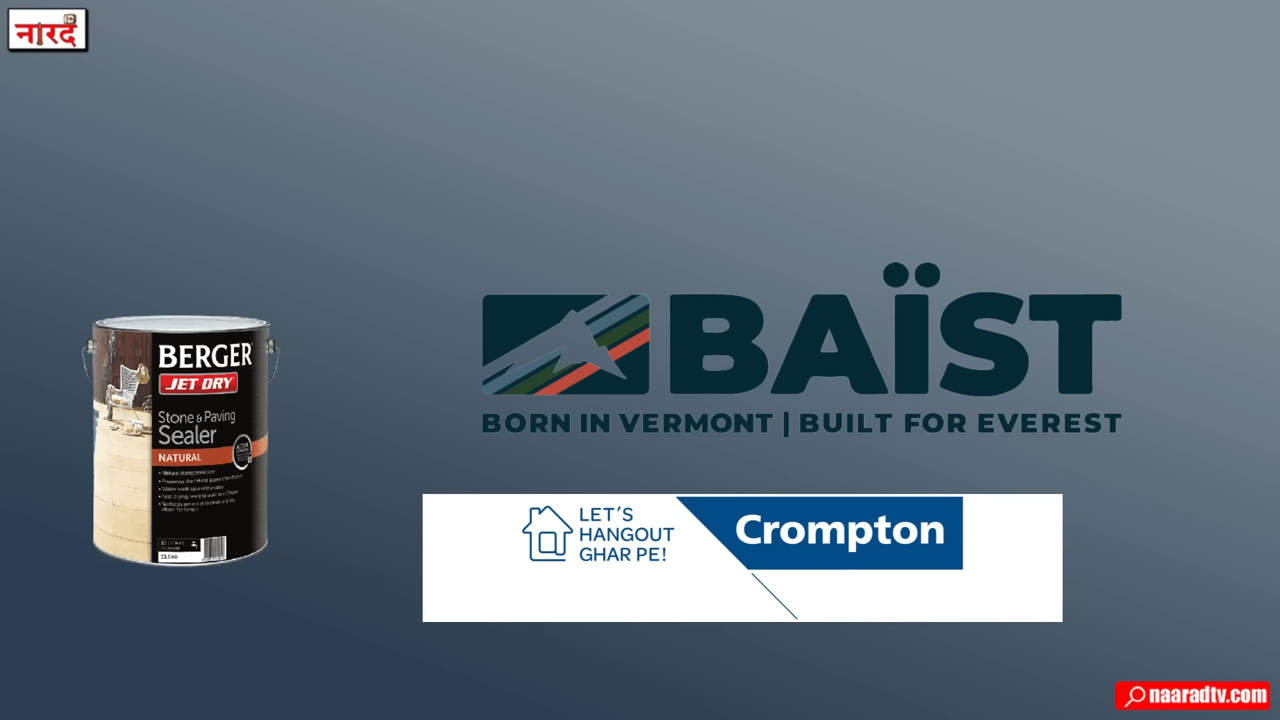 नारद
BAÏST
BORN IN VERMONT | BUILT FOR EVEREST
BERGER
JET DRY
Stone & Paving
Sealer
NATURAL
CLEAR
LET'S
HANGOUT
GHAR PE!
Crompton
naaradtv.com